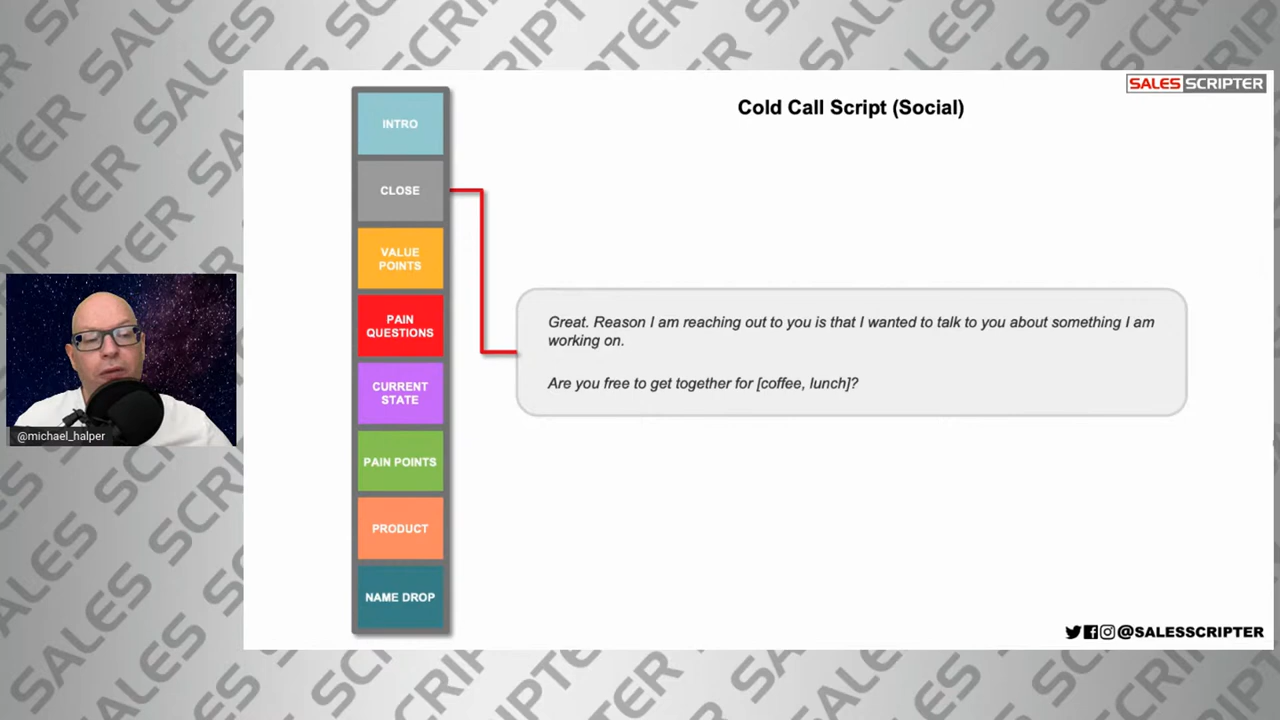 SALES SCRIPTER
Cold Call Script (Social)
INTRO
CLOSE
VALUE
POINTS
PAIN
QUESTIONS
CURRENT
STATE
PAIN POINTS
PRODUCT
NAME DROP
Great. Reason I am reaching out to you is that I wanted to talk to you about something I am
working on.
Are you free to get together for [coffee, lunch]?
@michael_halper
@SALESSCRIPTER